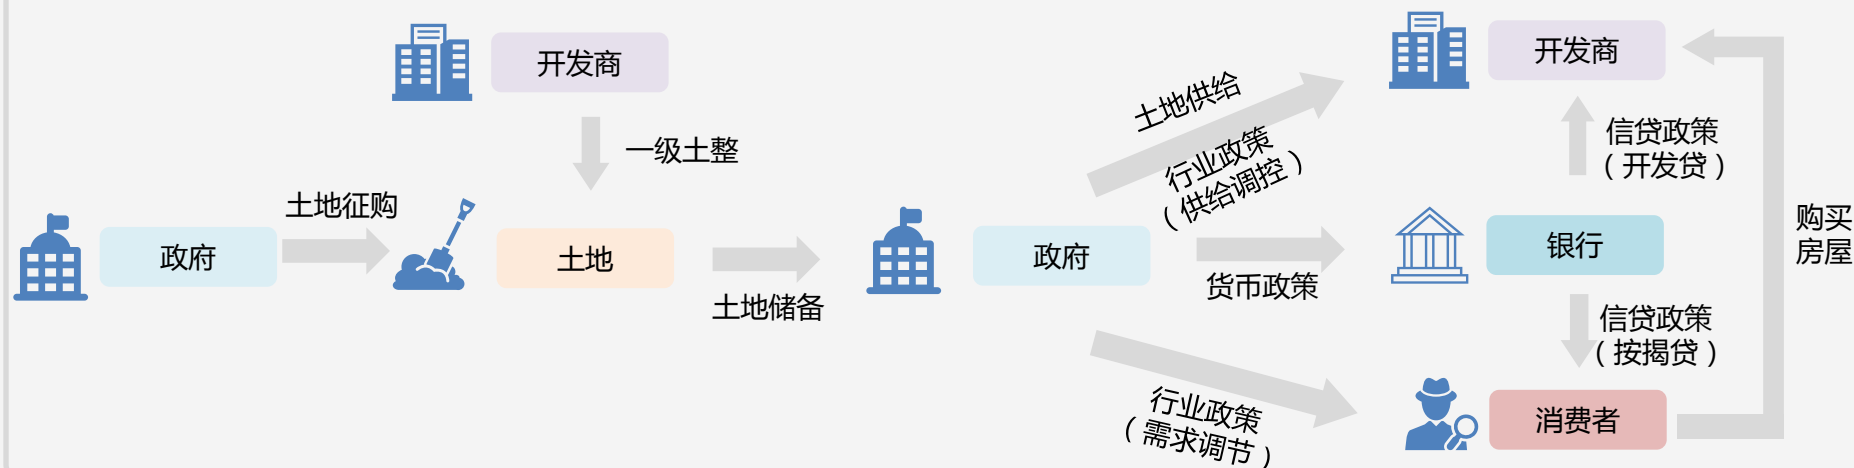 开发商
一级土整
土地征购
政府
土地
土地储备
政府
土地供给
行业政策
（供给调控）
货币政策
行业政策
（需求调节）
开发商
信贷政策
（开发贷）
银行
信贷政策
（按揭贷）
消费者
购买
房屋